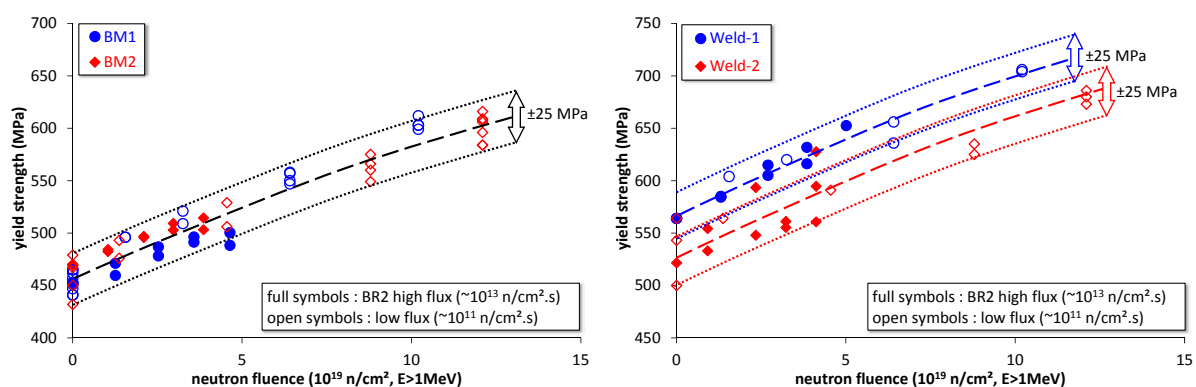 700
650
600
550
500
450
400
yield strength (MPa)
BM1
BM2
±25 MPa
full symbols : BR2 high flux (~10¹³ n/cm².s)
open symbols : low flux (~10¹¹ n/cm².s)
0
5
10
15
neutron fluence (10¹⁹ n/cm², E>1MeV)
750
700
650
600
550
500
450
yield strength (MPa)
Weld-1
Weld-2
±25 MPa
±25 MPa
full symbols : BR2 high flux (~10¹³ n/cm².s)
open symbols : low flux (~10¹¹ n/cm².s)
0
5
10
15
neutron fluence (10¹⁹ n/cm², E>1MeV)